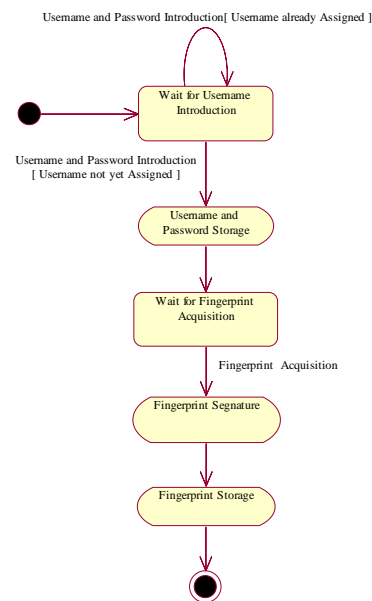 Username and Password Introduction[ Username already Assigned ]
Wait for Username
Introduction
Username and Password Introduction
[ Username not yet Assigned ]
Username and
Password Storage
Wait for Fingerprint
Acquisition
Fingerprint Acquisition
Fingerprint Segnature
Fingerprint Storage